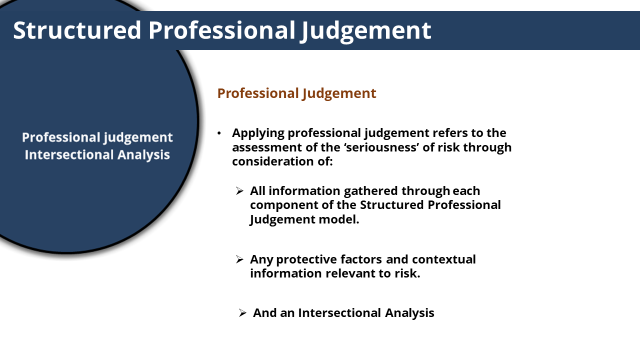 Structured Professional Judgement
Professional judgement
Intersectional Analysis
Professional Judgement
• Applying professional judgement refers to the
assessment of the ‘seriousness’ of risk through
consideration of:
➢ All information gathered through each
component of the Structured Professional
Judgement model.
➢ Any protective factors and contextual
information relevant to risk.
➢ And an Intersectional Analysis